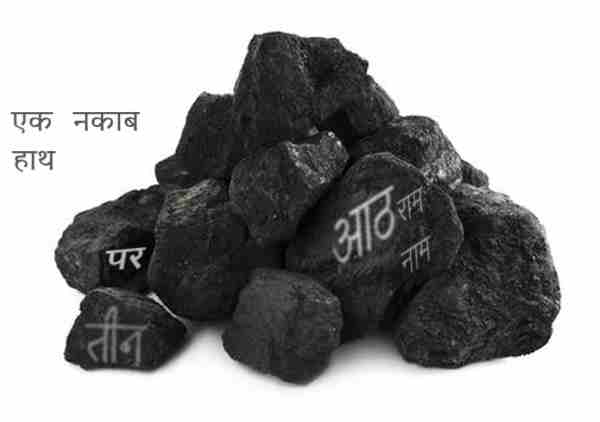 एक नकाब
हाथ
पर
आठ
राम
नाम
तीन